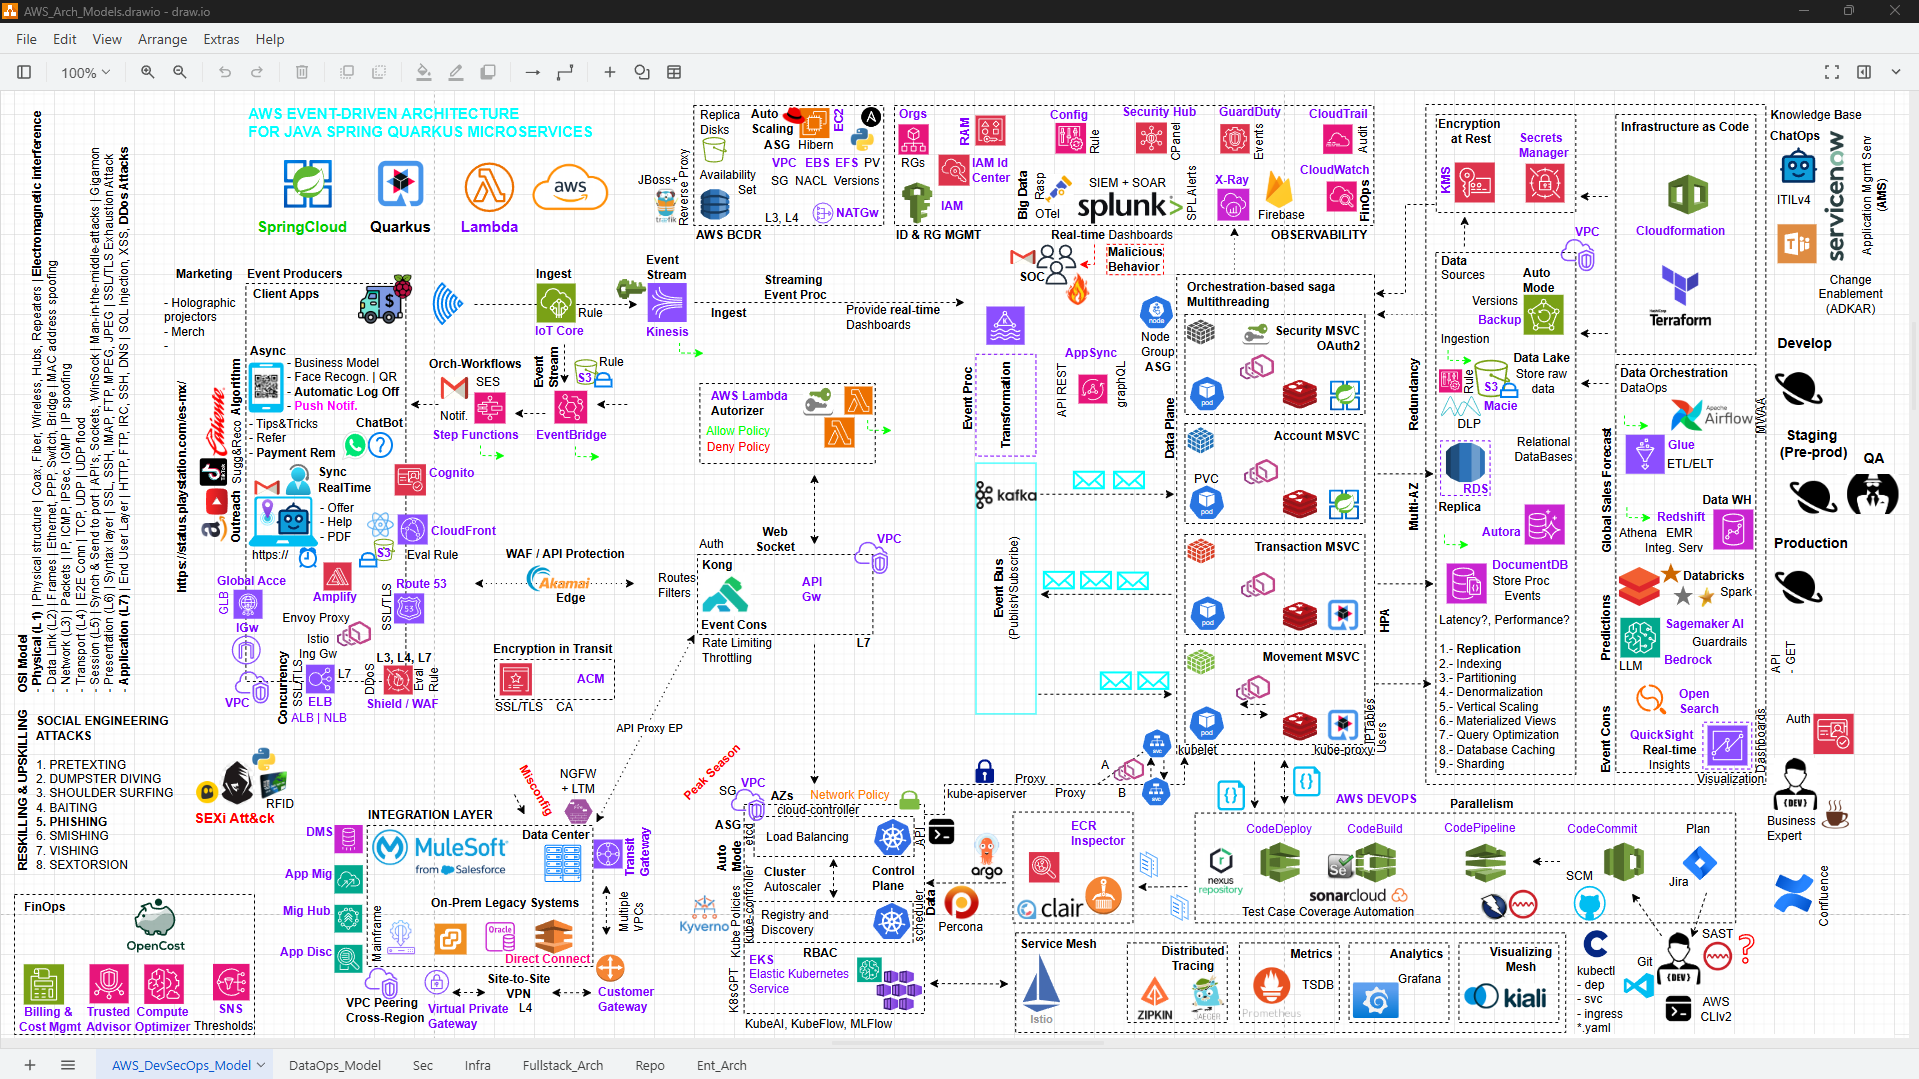 AWS_Arch_Models.drawio - draw.io
File Edit View Arrange Extras Help
100%
AWS EVENT-DRIVEN ARCHITECTURE
FOR JAVA SPRING QUARKUS MICROSERVICES
SpringCloud
Quarkus
Lambda
aws
OSI Model
- Physical (L1) | Physical structure | Coax, Fiber, Wireless, Hubs, Repeaters | Electromagnetic Interference
- Data Link (L2) | Frames | Ethernet, PPP, Switch, Bridge | MAC address spoofing
- Network (L3) | Packets | IP, ICMP, IPSec, IGMP | IP spoofing
- Transport (L4) | E2E Conn | TCP, UDP | UDP flood
- Session (L5) | Synch & Send to port | API's, Sockets, WinSock | Man-in-the-middle-attacks | Gigamon
- Presentation (L6) | Syntax layer | SSL, SSH, IMAP, FTP, MPEG, JPEG | SSL/TLS Exhaustion Attack
- Application (L7) | End User Layer | HTTP, FTP, IRC, SSH, DNS | SQL Injection, XSS, DDos Attacks
RESKILLING & UPSKILLING
SOCIAL ENGINEERING
ATTACKS
1. PRETEXTING
2. DUMPSTER DIVING
3. SHOULDER SURFING
4. BAITING
5. PHISHING
6. SMISHING
7. VISHING
8. SEXTORSION
RFID
SEXi Att&ck
FinOps
OpenCost
Billing &
Cost Mgmt
Trusted
Advisor
Compute
Optimizer
SNS
Thresholds
Marketing
- Holographic
projectors
- Merch
-
https://status.playstation.com/es-mx/
Outreach
Sugg&Reco Algorithm
Event Producers
Client Apps
Async
- Business Model
- Face Recogn. | QR
- Automatic Log Off
- Push Notif.
- Tips&Tricks
- Refer
- Payment Rem
ChatBot
Sync
RealTime
- Offer
- Help
- PDF
https://
S3
Eval Rule
Cognito
CloudFront
Global Acce
GLB
IGw
VPC
Amplify
Route 53
SSL/TLS
Envoy Proxy
Istio
Ing Gw
Concurrency
SSL/TLS
ELB
ALB | NLB
L7
DDoS
L3, L4, L7
Eval
Rule
Shield / WAF
Ingest
Rule
IoT Core
Event
Stream
Kinesis
Streaming
Event Proc
Ingest
Provide real-time
Dashboards
Orch-Workflows
SES
Notif.
Step Functions
Event
Stream
Rule
S3
EventBridge
WAF / API Protection
Akamai
Edge
Encryption in Transit
ACM
SSL/TLS CA
AWS Lambda
Autorizer
Allow Policy
Deny Policy
Web
Socket
Auth
VPC
Routes
Filters
Kong
API
Gw
Event Cons
Rate Limiting
Throttling
L7
API Proxy EP
Misconfig
Peak Season
NGFW
+ LTM
INTEGRATION LAYER
MuleSoft
from Salesforce
Data Center
On-Prem Legacy Systems
Mainframe
Oracle
Direct Connect
DMS
App Mig
Mig Hub
App Disc
Transit
Gateway
Multiple
VPCs
VPC Peering
Cross-Region
Virtual Private
Gateway
Site-to-Site
VPN
L4
Customer
Gateway
JBoss+
træfik
Reverse Proxy
Replica
Disks
Auto
Scaling
ASG
Hibern
EC2
VPC EBS EFS PV
SG NACL Versions
Availability
Set
L3, L4
NATGw
AWS BCDR
Orgs
RGs
RAM
IAM Id
Center
IAM
ID & RG MGMT
Config
Rule
Security Hub
CPanel
GuardDuty
Events
CloudTrail
Audit
Big Data
Rasp
OTel
SIEM + SOAR
splunk>
SPL Alerts
X-Ray
Firebase
CloudWatch
FinOps
OBSERVABILITY
Real-time Dashboards
SOC
Malicious
Behavior
Event Proc
Transformation
AppSync
API REST
graphQL
node
Node
Group
ASG
Event Bus
(Publish/Subscribe)
kafka
Data Plane
Orchestration-based saga
Multithreading
Security MSVC
OAuth2
pod
Account MSVC
PVC
pod
Transaction MSVC
pod
Movement MSVC
pod
kubelet
kube-proxy
IPTables
Users
Redundancy
Multi-AZ
HPA
svc
svc
A
B
Proxy
kube-apiserver
Proxy
SG
VPC
AZs
Network Policy
cloud-controller
ASG
Auto
Mode
etcd
Load Balancing
API
Cluster
Autoscaler
Control
Plane
Registry and
Discovery
RBAC
EKS
Elastic Kubernetes
Service
Kyverno
Kube Policies
kube-controller
K8sGPT
scheduler
Data
KubeAI, KubeFlow, MLFlow
argo
Percona
ECR
Inspector
clair
AWS DEVOPS
Parallelism
CodeDeploy
CodeBuild
CodePipeline
CodeCommit
Plan
nexus
repository
Se
sonarcloud
Test Case Coverage Automation
SCM
Jira
Service Mesh
Istio
Distributed
Tracing
ZIPKIN
JAEGER
Metrics
TSDB
Prometheus
Analytics
Grafana
Visualizing
Mesh
kiali
kubectl
- dep
- svc
- ingress
*.yaml
Git
SAST
?
{DEV}
AWS
CLIv2
Encryption
at Rest
KMS
Secrets
Manager
Infrastructure as Code
Cloudformation
HashiCorp
Terraform
VPC
Data
Sources
Auto
Mode
Versions
Backup
Ingestion
Rule
S3
Data Lake
Store raw
data
Macie
DLP
Relational
DataBases
RDS
Replica
Autora
DocumentDB
Store Proc
Events
Latency?, Performance?
1.- Replication
2.- Indexing
3.- Partitioning
4.- Denormalization
5.- Vertical Scaling
6.- Materialized Views
7.- Query Optimization
8.- Database Caching
9.- Sharding
Data Orchestration
DataOps
Apache
Airflow
MWAA
Glue
ETL/ELT
Global Sales Forecast
Data WH
Redshift
Athena EMR
Integ. Serv
Databricks
Spark
Predictions
Sagemaker AI
Guardrails
LLM
Bedrock
Open
Search
Event Cons
QuickSight
Real-time
Insights
Dashboards
Visualization
Knowledge Base
ChatOps
ITILv4
servicenow
Application Mgmt Serv
(AMS)
Change
Enablement
(ADKAR)
Develop
Staging
(Pre-prod)
QA
Production
API
- GET
Auth
{DEV}
Business
Expert
Confluence
AWS_DevSecOps_Model DataOps_Model Sec Infra Fullstack_Arch Repo Ent_Arch